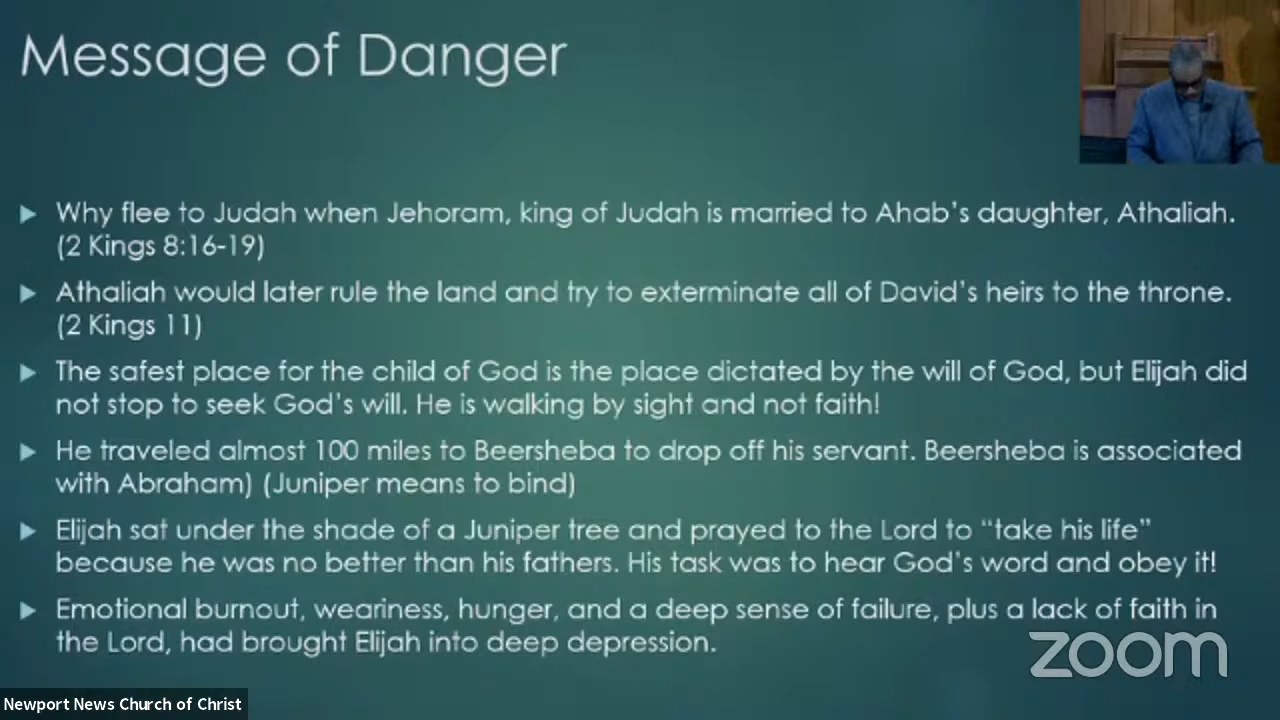 Message of Danger
Why flee to Judah when Jehoram, king of Judah is married to Ahab's daughter, Athaliah.
(2 Kings 8:16-19)
Athaliah would later rule the land and try to exterminate all of David's heirs to the throne.
(2 Kings 11)
The safest place for the child of God is the place dictated by the will of God, but Elijah did
not stop to seek God's will. He is walking by sight and not faith!
He traveled almost 100 miles to Beersheba to drop off his servant. Beersheba is associated
with Abraham) (Juniper means to bind)
Elijah sat under the shade of a Juniper tree and prayed to the Lord to “take his life”
because he was no better than his fathers. His task was to hear God's word and obey it!
Emotional burnout, weariness, hunger, and a deep sense of failure, plus a lack of faith in
the Lord, had brought Elijah into deep depression.
zoom
Newport News Church of Christ